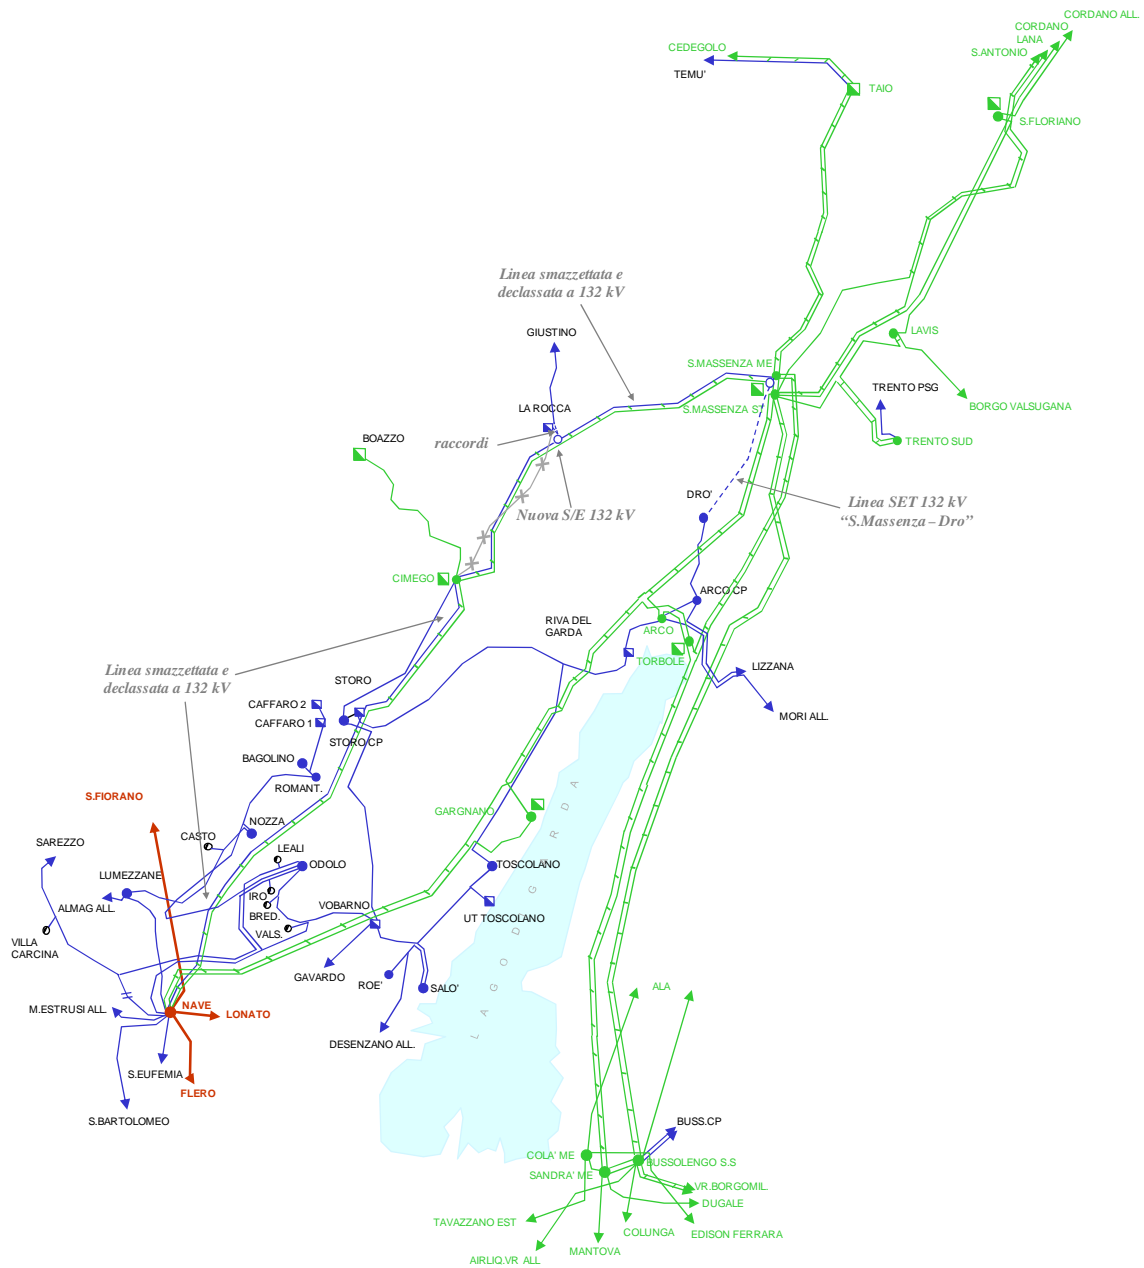 CORDANO ALL.
CORDANO
LANA
S.ANTONIO
CEDEGOLO
TEMU'
TAIO
S.FLORIANO
Linea smazzettata e
declassata a 132 kV
GIUSTINO
LAVIS
S.MASSENZA ME
TRENTO PSG
S.MASSENZA ST
BORGO VALSUGANA
LA ROCCA
BOAZZO
raccordi
TRENTO SUD
DRO'
Linea SET 132 kV
“S.Massenza – Dro”
Nuova S/E 132 kV
CIMEGO
ARCO CP
RIVA DEL
GARDA
ARCO
TORBOLE
LIZZANA
Linea smazzettata e
declassata a 132 kV
STORO
CAFFARO 2
CAFFARO 1
MORI ALL.
STORO CP
BAGOLINO
ROMANT.
S.FIORANO
GARGNANO
LAGO DI GARDA
NOZZA
CASTO
SAREZZO
LEALI
ODOLO
TOSCOLANO
LUMEZZANE
IRO
ALMAG ALL.
BRED.
VOBARNO
UT TOSCOLANO
VALS.
VILLA
CARCINA
GAVARDO
ROE'
SALO'
ALA
NAVE
M.ESTRUSI ALL.
LONATO
DESENZANO ALL.
S.EUFEMIA
FLERO
S.BARTOLOMEO
BUSS.CP
COLA' ME
BUSSOLENGO S.S
SANDRA' ME
VR.BORGOMIL.
DUGALE
TAVAZZANO EST
COLUNGA
EDISON FERRARA
MANTOVA
AIRLIQ.VR ALL